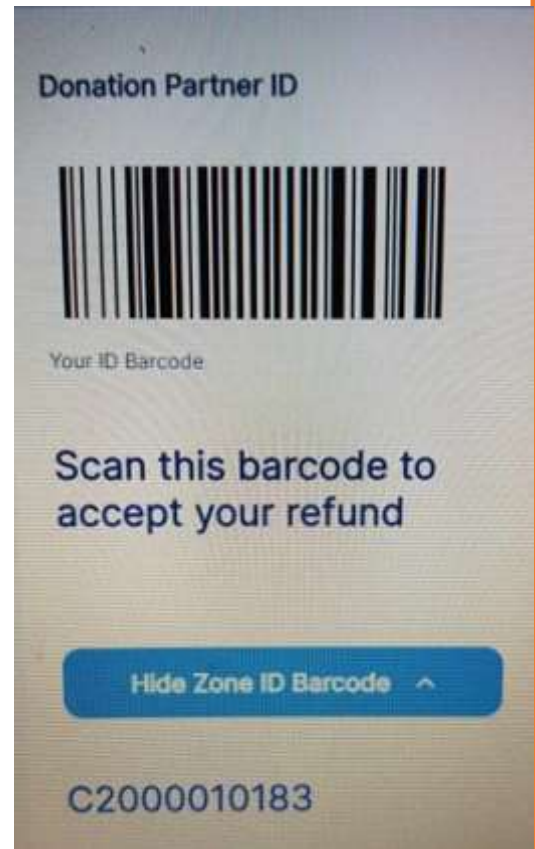 Donation Partner ID
Your ID Barcode
Scan this barcode to
accept your refund
Hide Zone ID Barcode
C2000010183